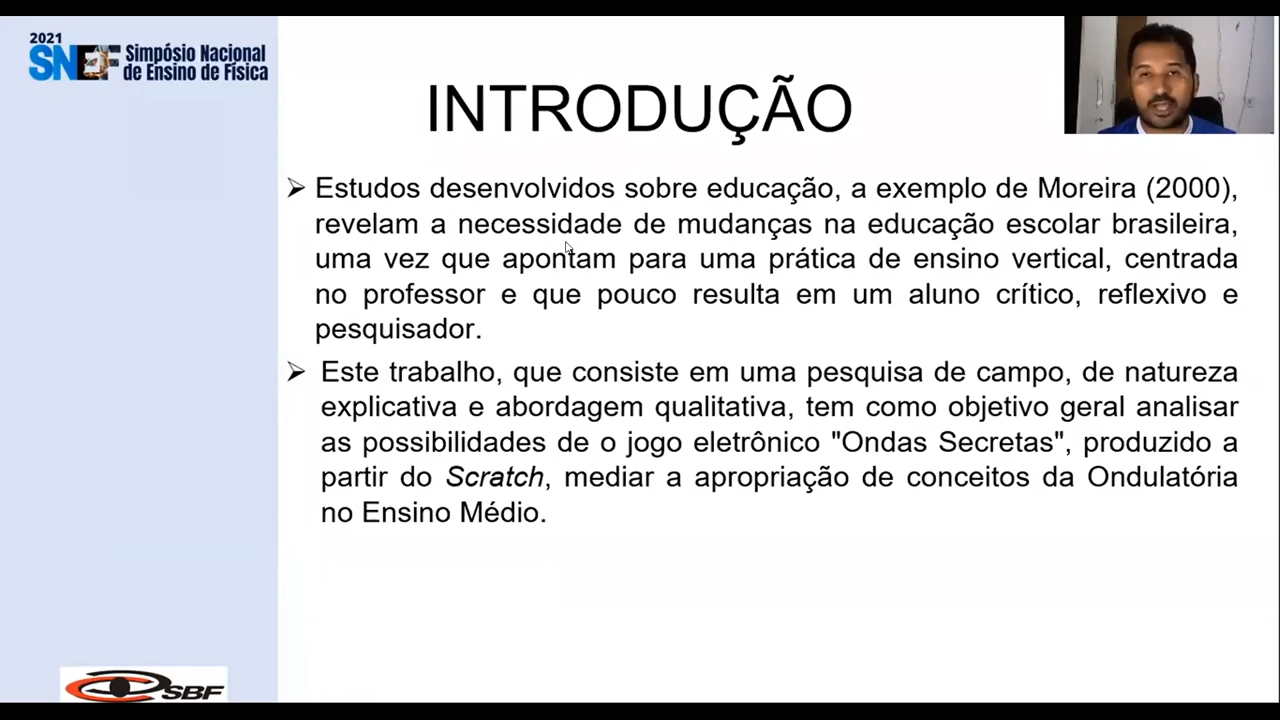 2021
SNEF Simpósio Nacional
de Ensino de Física
INTRODUÇÃO
➢ Estudos desenvolvidos sobre educação, a exemplo de Moreira (2000),
revelam a necessidade de mudanças na educação escolar brasileira,
uma vez que apontam para uma prática de ensino vertical, centrada
no professor e que pouco resulta em um aluno crítico, reflexivo e
pesquisador.
➢ Este trabalho, que consiste em uma pesquisa de campo, de natureza
explicativa e abordagem qualitativa, tem como objetivo geral analisar
as possibilidades de o jogo eletrônico "Ondas Secretas", produzido a
partir do Scratch, mediar a apropriação de conceitos da Ondulatória
no Ensino Médio.
SBF